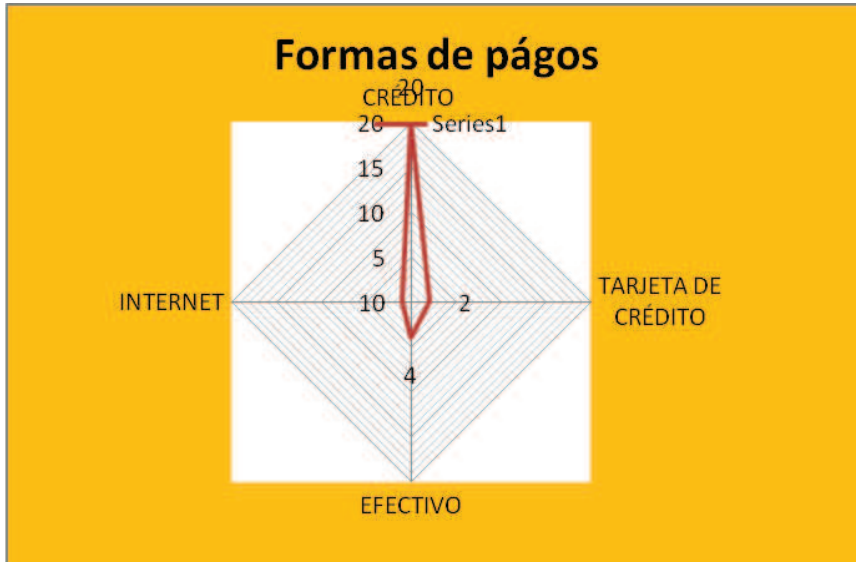 Formas de págos
20
CRÉDITO
20 Series1
15
10
5
INTERNET 10 2 TARJETA DE
CRÉDITO
4
EFECTIVO